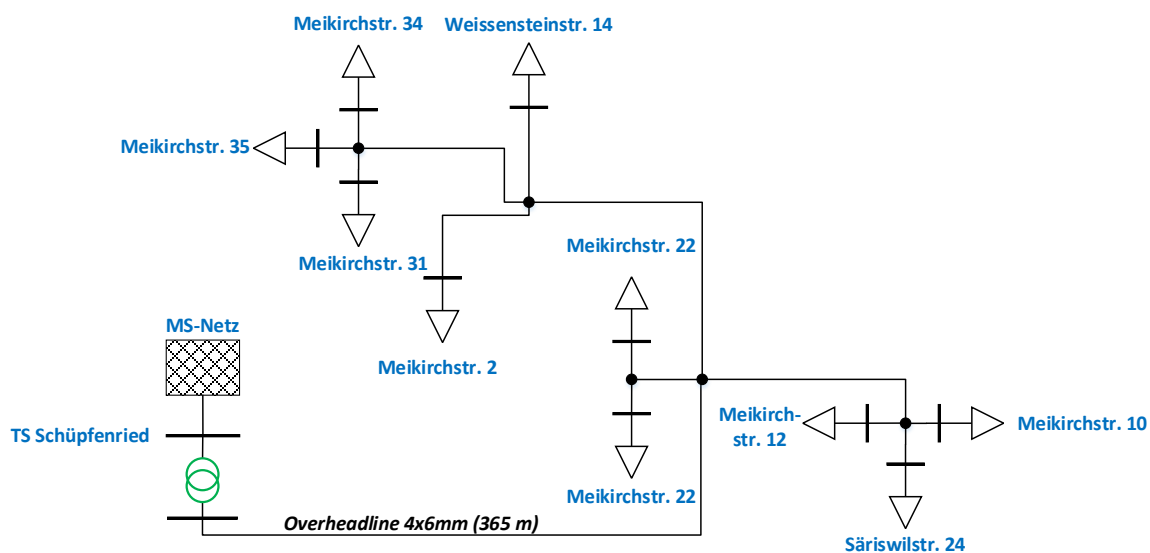 Meikirchstr. 34
Weissensteinstr. 14
Meikirchstr. 35
Meikirchstr. 31
Meikirchstr. 22
MS-Netz
Meikirchstr. 2
TS Schüpfenried
Meikirch-
str. 12
Meikirchstr. 10
Meikirchstr. 22
Overheadline 4x6mm (365 m)
Säriswilstr. 24